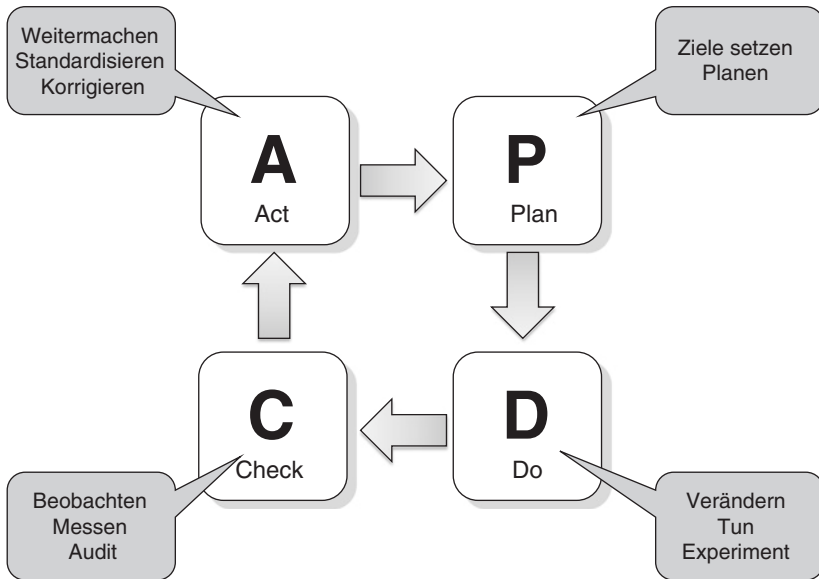 Weitermachen
Standardisieren
Korrigieren
Ziele setzen
Planen
A
Act
P
Plan
C
Check
D
Do
Beobachten
Messen
Audit
Verändern
Tun
Experiment